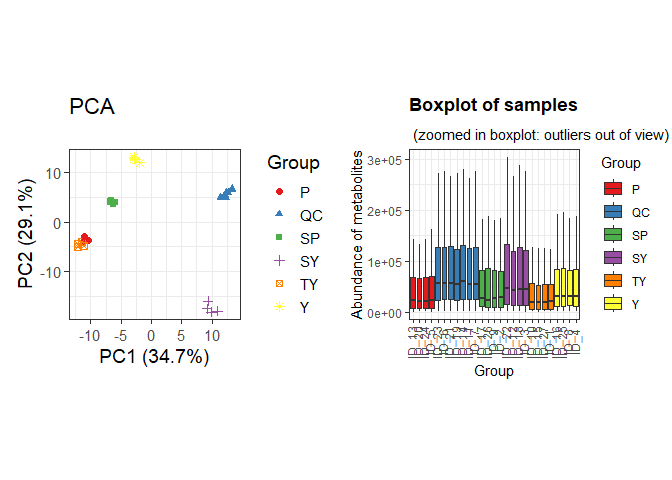 PCA
PC2 (29.1%)
10
0
-10
-10
-5
0
5
10
PC1 (34.7%)
Group
P
QC
SP
SY
TY
Y
Boxplot of samples
(zoomed in boxplot: outliers out of view)
Abundance of metabolites
3e+05
2e+05
1e+05
0e+00
Group
Group
P
QC
SP
SY
TY
Y